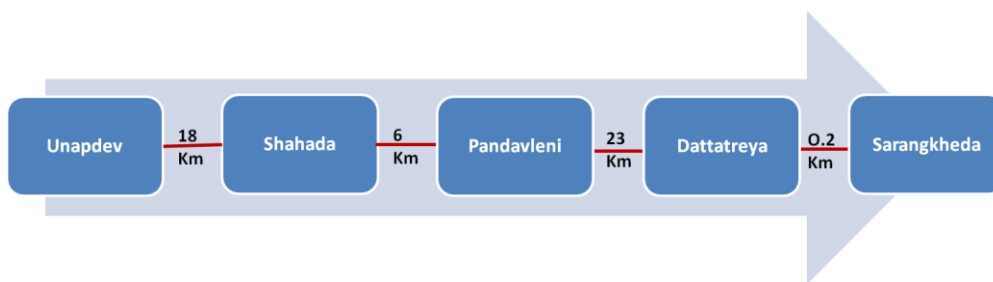 Unapdev
18
Km
Shahada
6
Km
Pandavleni
23
Km
Dattatreya
O.2
Km
Sarangkheda